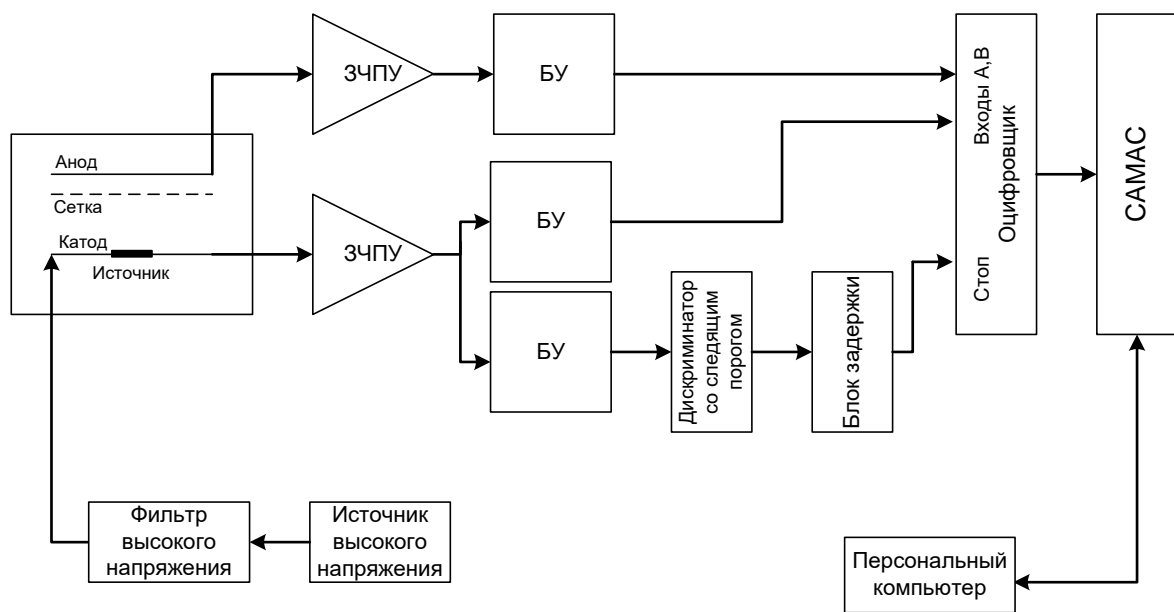 ЗЧПУ
БУ
Входы A,B
Оцифровщик
Стоп
САМАС
Анод
Сетка
Катод
Источник
ЗЧПУ
БУ
БУ
Дискриминатор
со следящим
порогом
Блок задержки
Фильтр
высокого
напряжения
Источник
высокого
напряжения
Персональный
компьютер